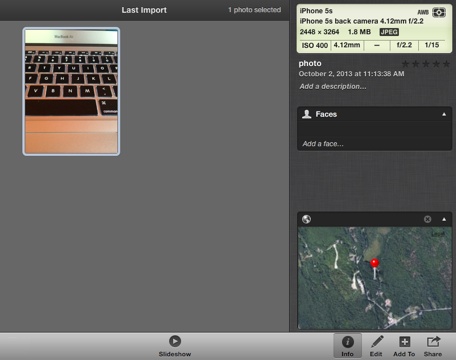 Last Import
1 photo selected
iPhone 5s
AWB
iPhone 5s back camera 4.12mm f/2.2
2448 × 3264 1.8 MB JPEG
ISO 400 4.12mm — f/2.2 1/15
photo
October 2, 2013 at 11:13:38 AM
Add a description...
Faces
Add a face...
Slideshow
Info
Edit
Add To
Share